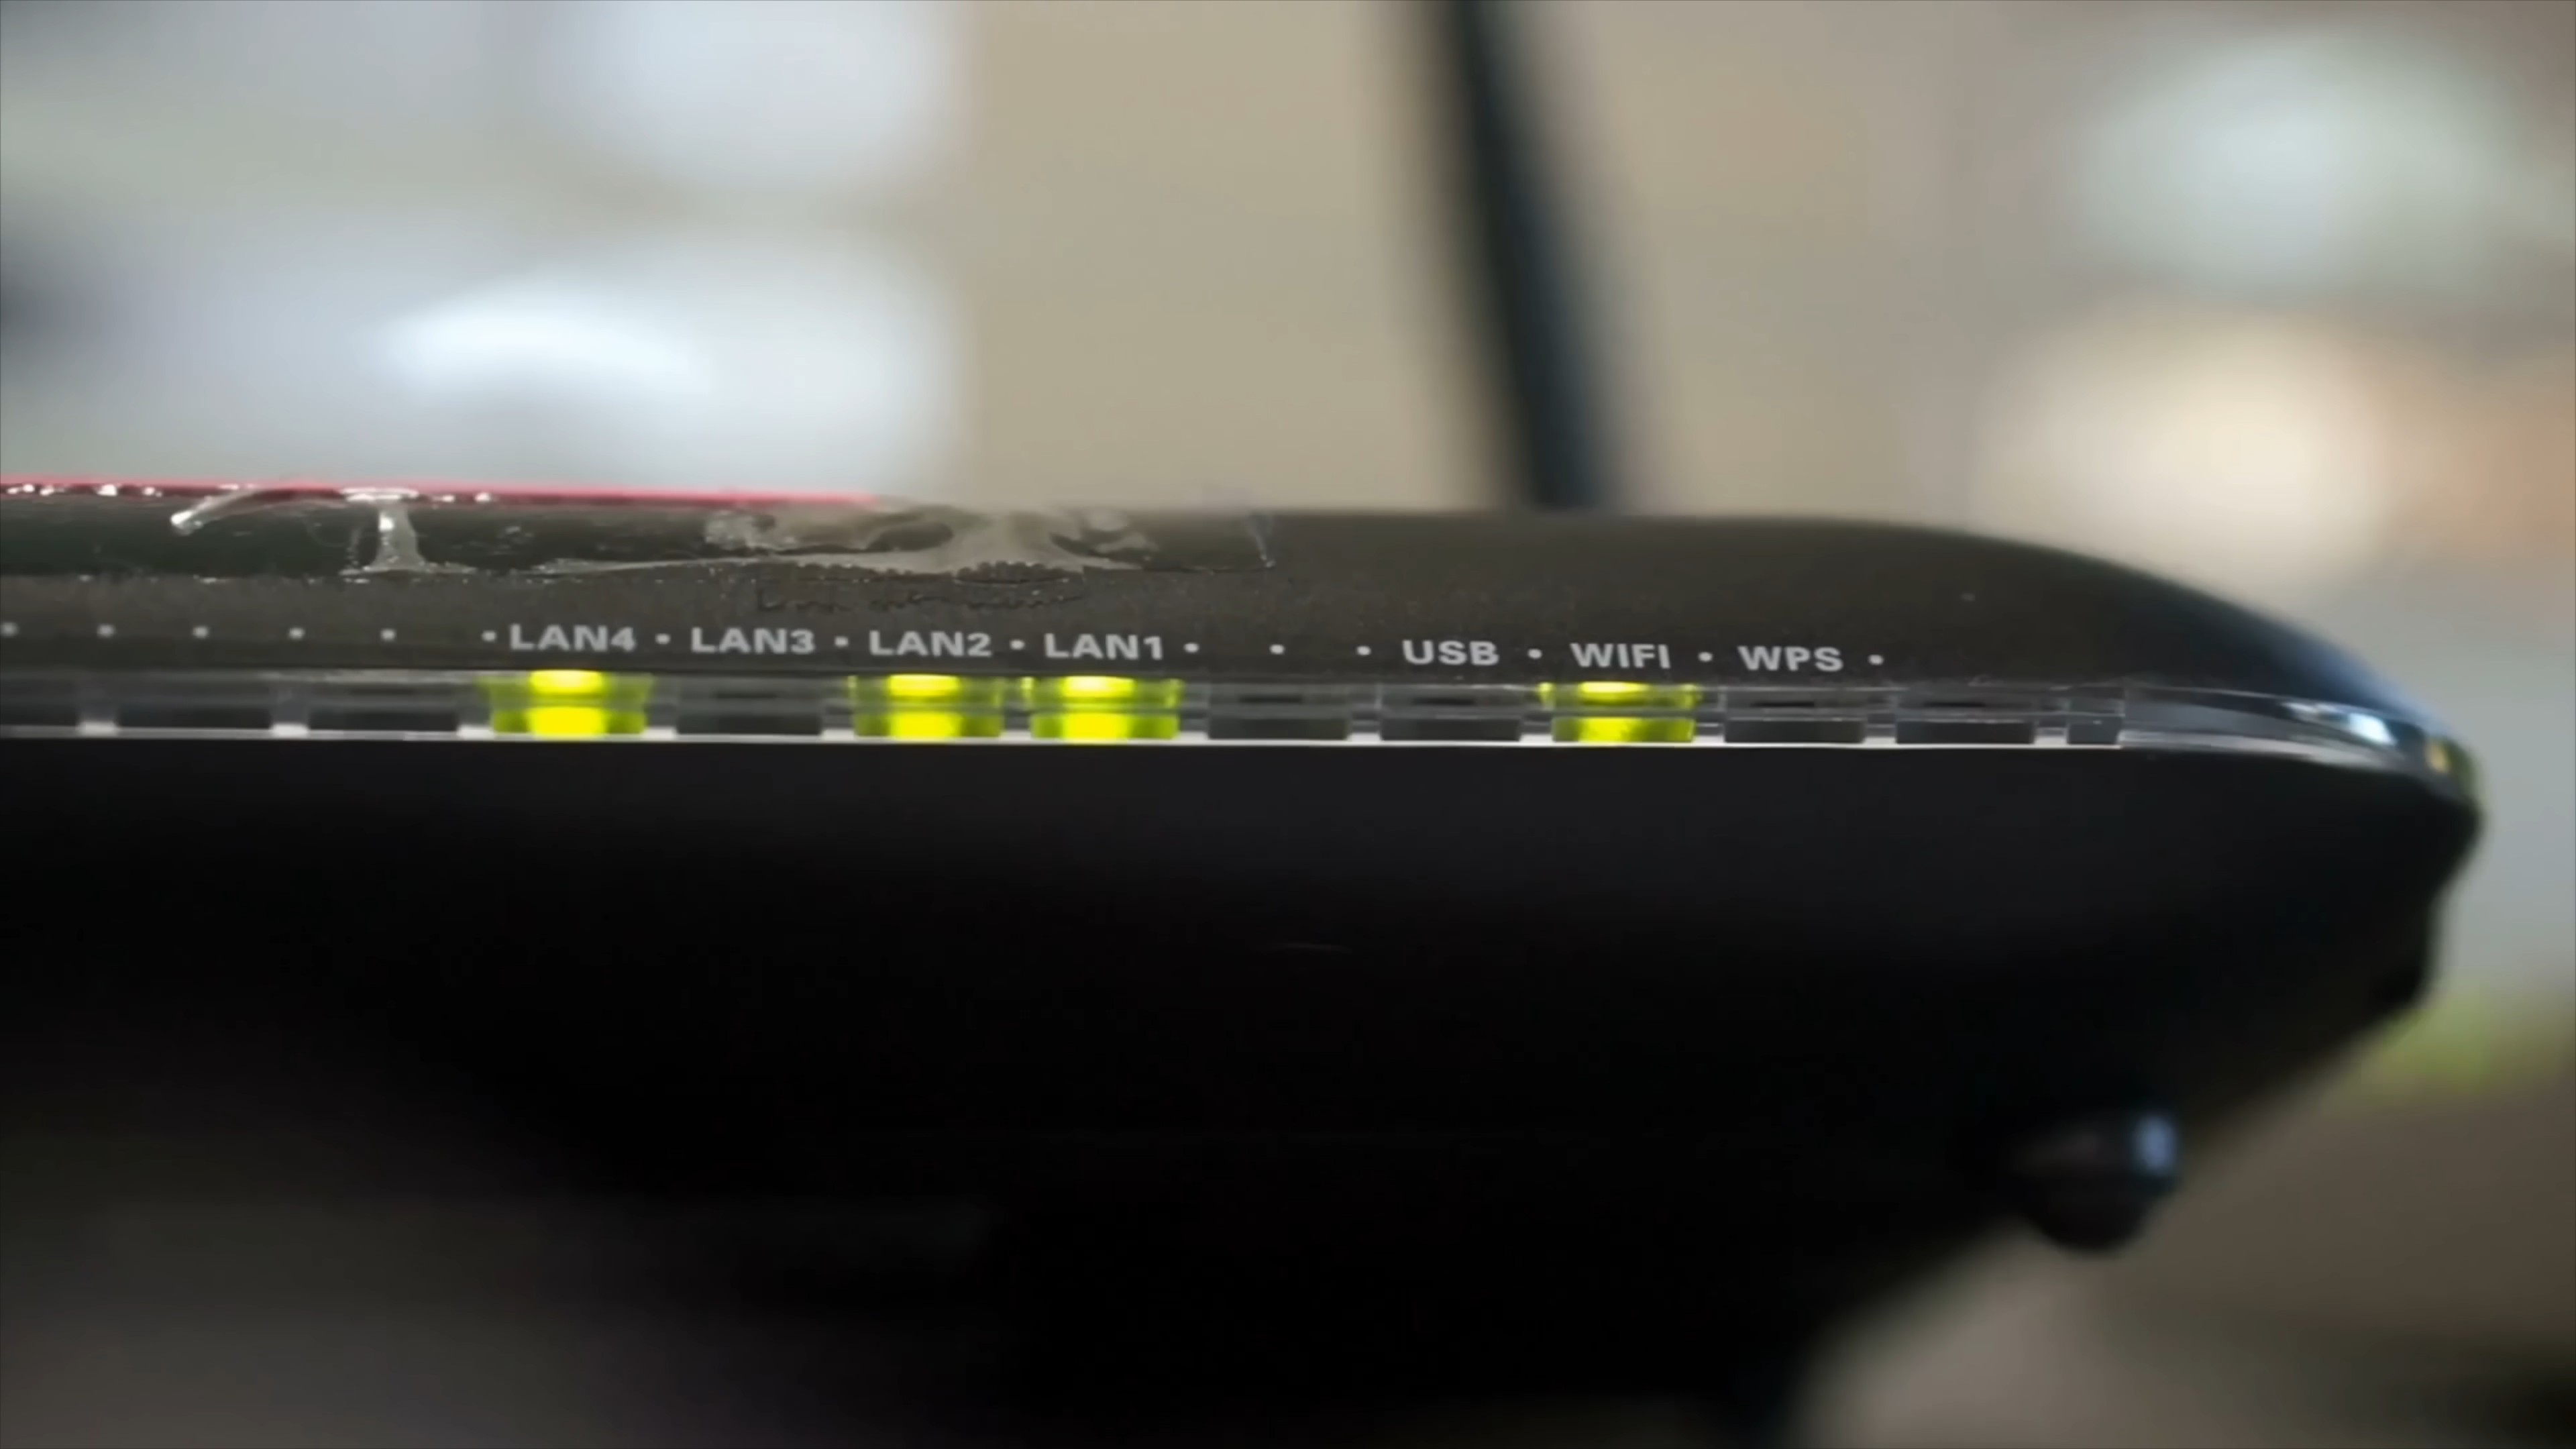 • LAN4 • LAN3 • LAN2 • LAN1 • • • USB • WIFI • WPS •